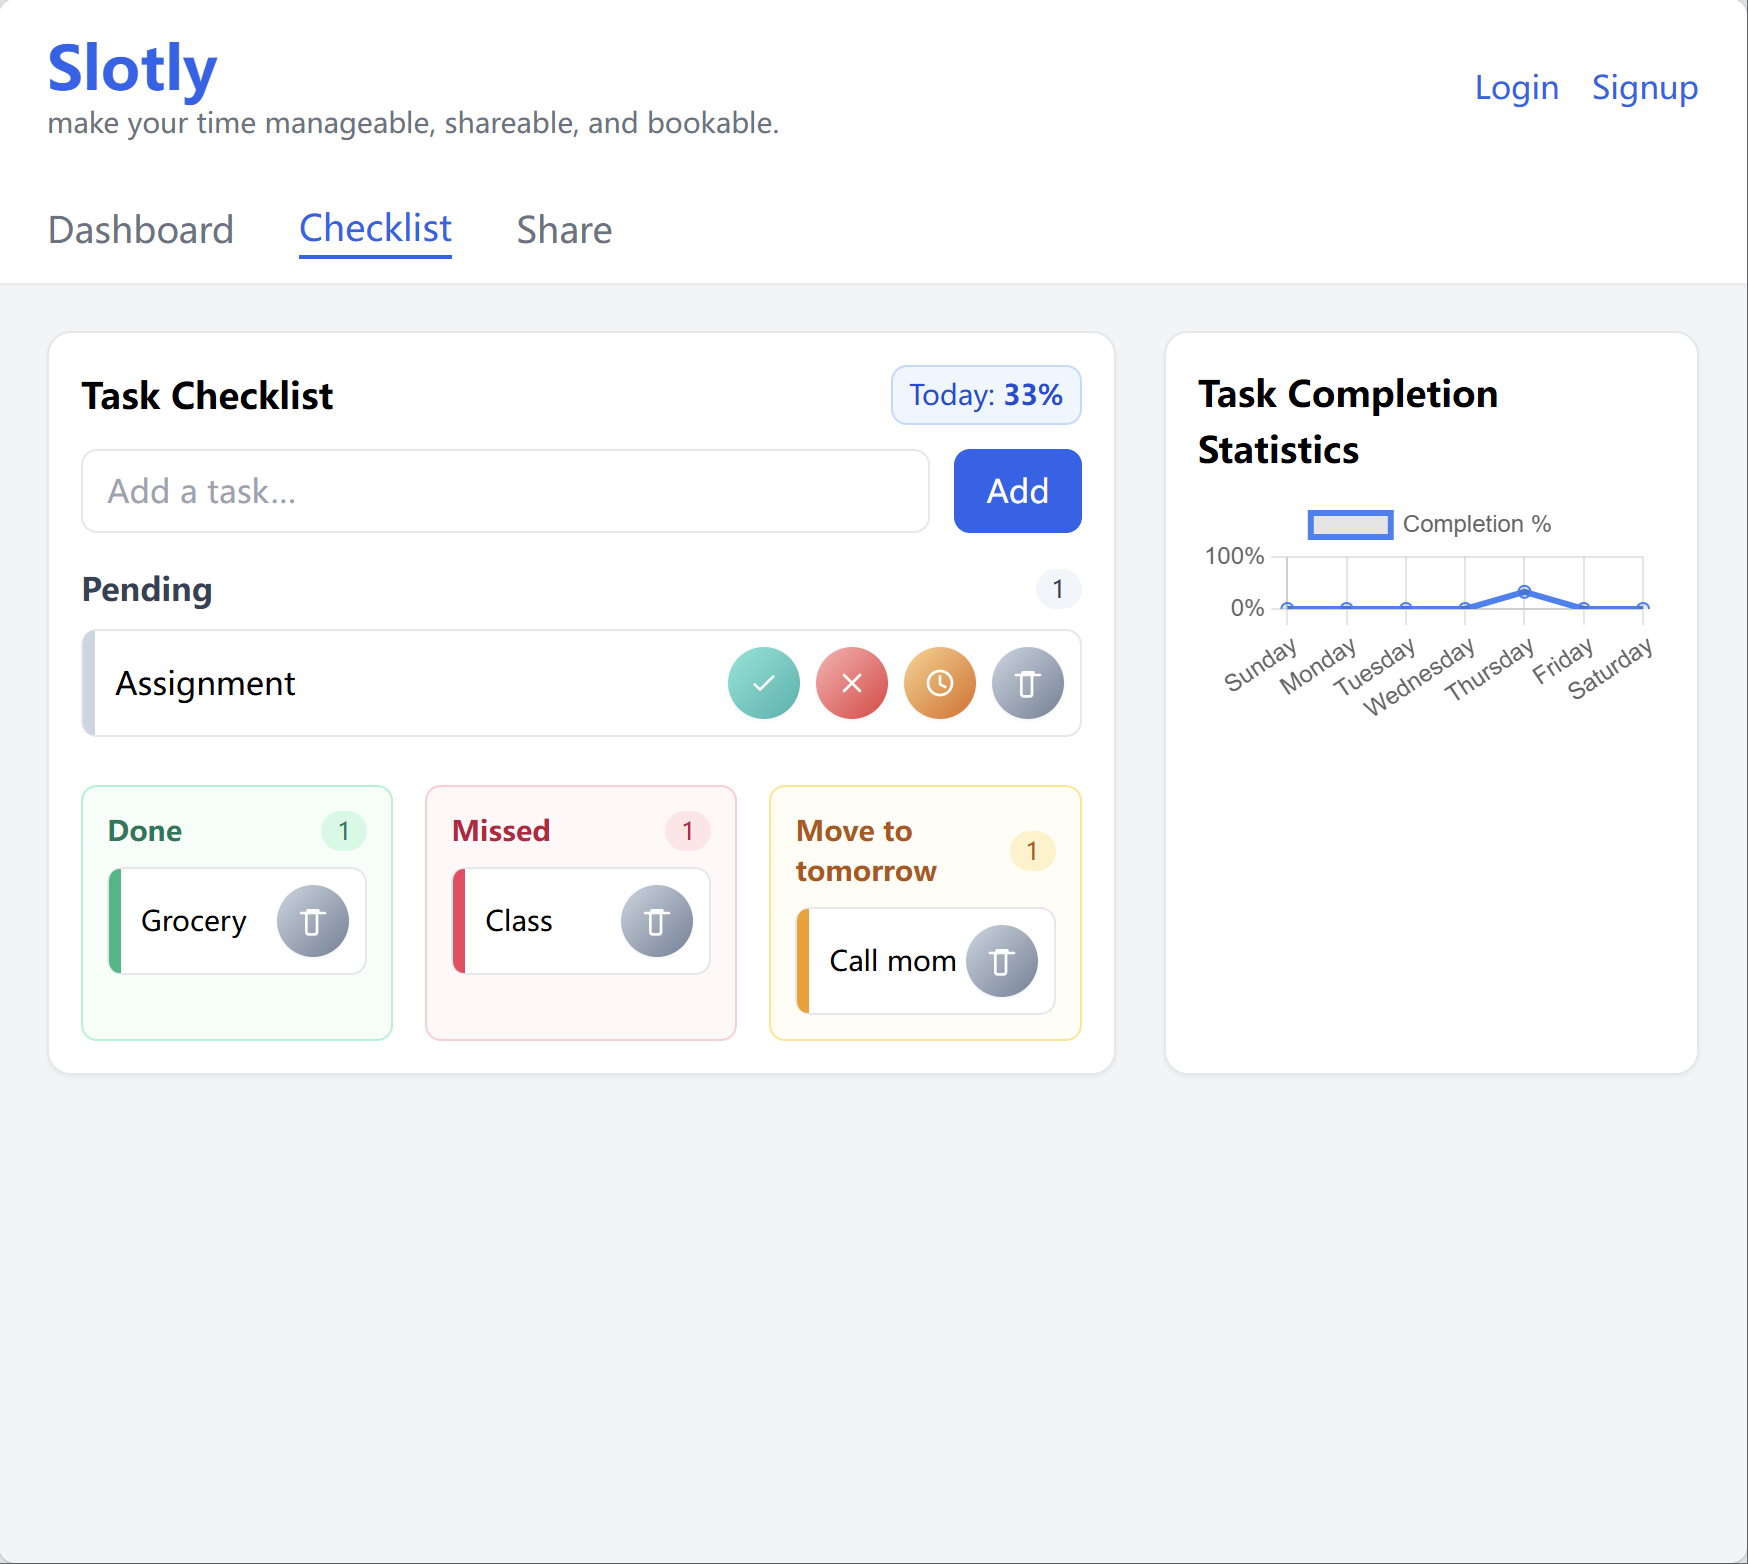 Slotly
make your time manageable, shareable, and bookable.
Login Signup
Dashboard Checklist Share
Task Checklist
Today: 33%
Add a task...
Add
Pending
1
Assignment
Done
1
Grocery
Missed
1
Class
Move to
tomorrow
1
Call mom
Task Completion
Statistics
Completion %
100%
0%
Sunday
Monday
Tuesday
Wednesday
Thursday
Friday
Saturday